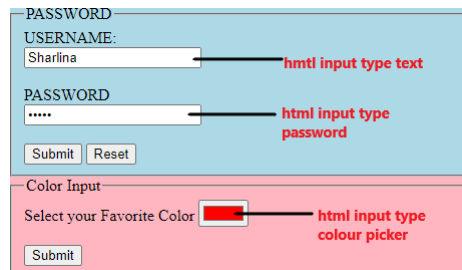 PASSWORD
USERNAME:
Sharlina
hmtl input type text
PASSWORD
•••••
html input type
password
Submit Reset
Color Input
Select your Favorite Color
html input type
colour picker
Submit